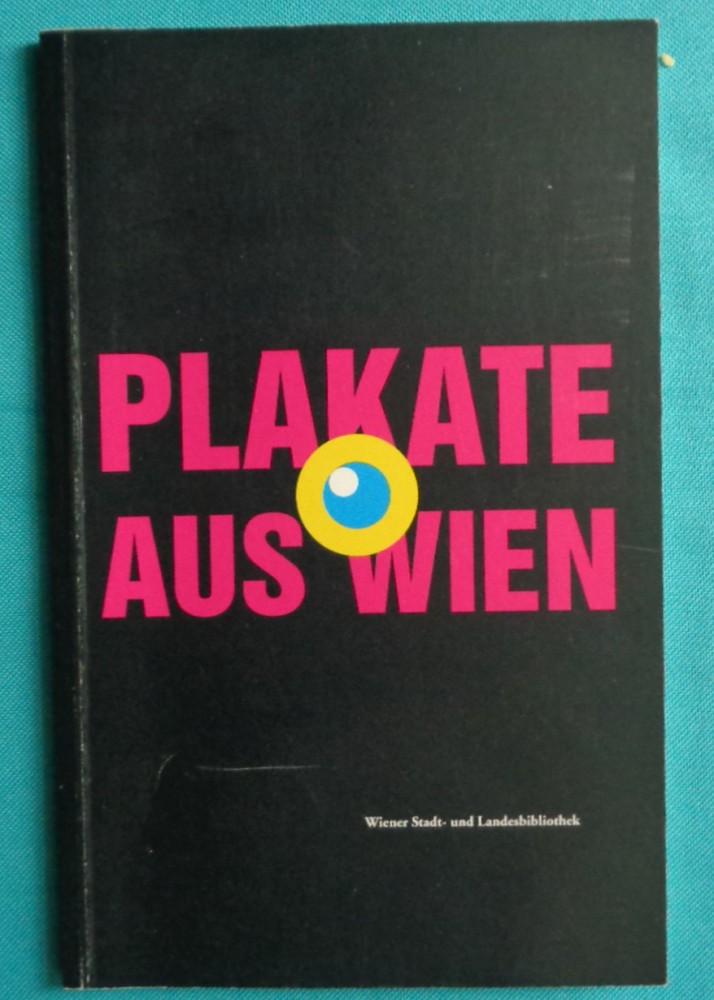 PLAKATE
AUS WIEN
Wiener Stadt- und Landesbibliothek